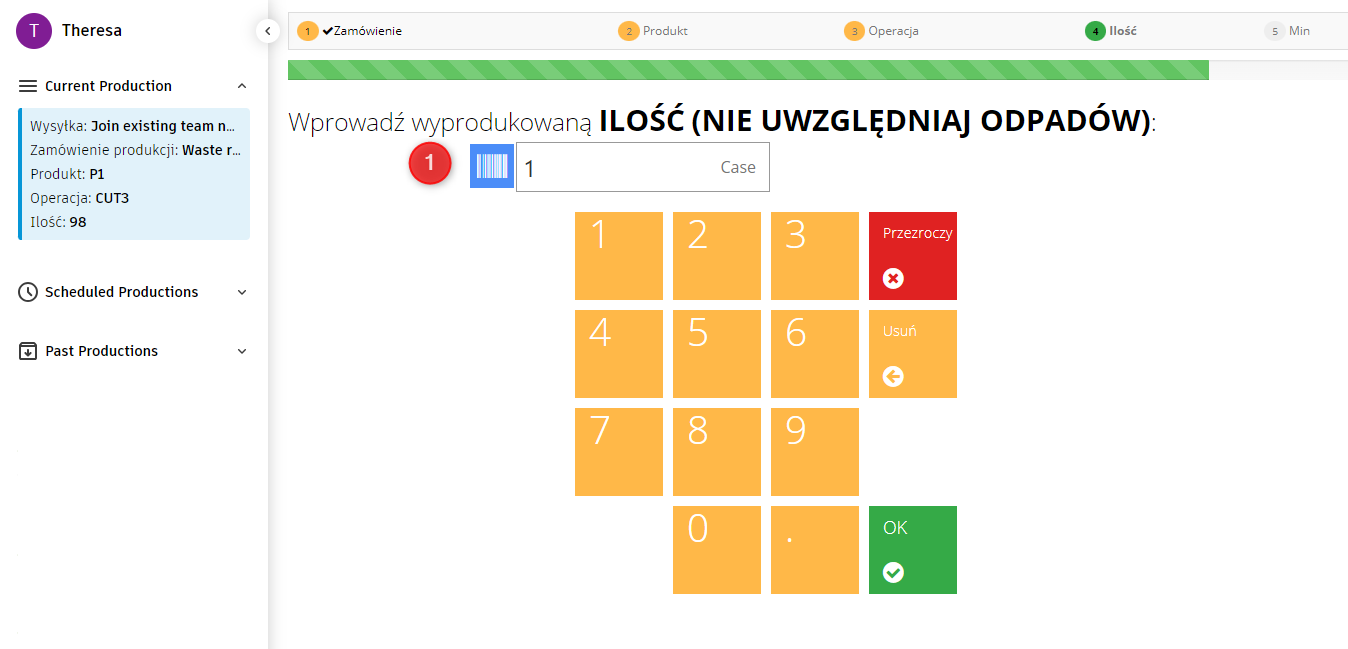 T Theresa
Current Production
Wysyłka: Join existing team n...
Zamówienie produkcji: Waste r...
Produkt: P1
Operacja: CUT3
Ilość: 98
Scheduled Productions
Past Productions
1 Zamówienie 2 Produkt 3 Operacja 4 Ilość 5 Min
Wprowadź wyprodukowaną ILOŚĆ (NIE UWZGLĘDNIAJ ODPADÓW):
1 1 Case
1 2 3 Przezroczy
4 5 6 Usuń
7 8 9
0 . OK